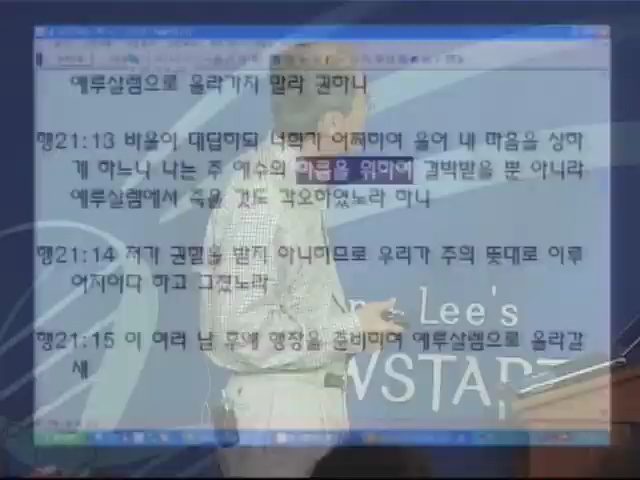 예루살렘으로 올라가지 말라 권하니
행21:13 바울이 대답하되 너희가 어찌하여 울어 내 마음을 상하
게 하느냐 나는 주 예수의 이름을 위하여 결박받을 뿐 아니라
예루살렘에서 죽을 것도 각오하였노라 하니
행21:14 저가 권함을 받지 아니하므로 우리가 주의 뜻대로 이루
어지이다 하고 그쳤노라
행21:15 이 여러 날 후에 행장을 준비하여 예루살렘으로 올라갈
새
Lee's
WSTART